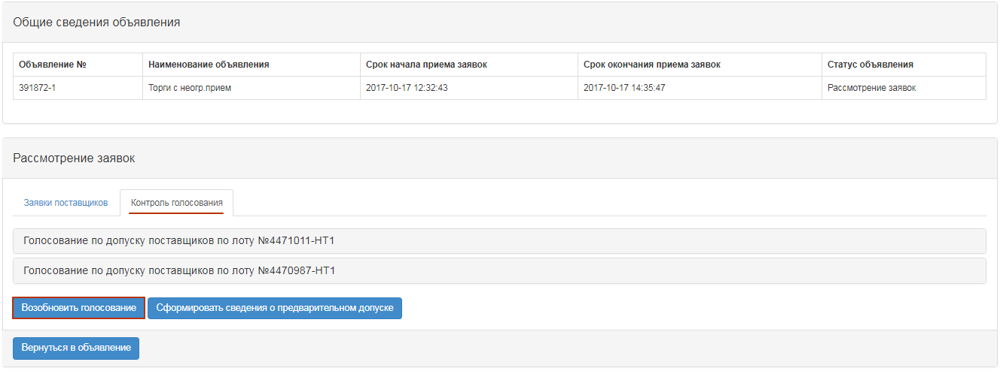 Общие сведения объявления
Объявление № Наименование объявления Срок начала приема заявок Срок окончания приема заявок Статус объявления
391872-1 Торги с неогр.прием 2017-10-17 12:32:43 2017-10-17 14:35:47 Рассмотрение заявок
Рассмотрение заявок
Заявки поставщиков Контроль голосования
Голосование по допуску поставщиков по лоту №4471011-НТ1
Голосование по допуску поставщиков по лоту №4470987-НТ1
Возобновить голосование Сформировать сведения о предварительном допуске
Вернуться в объявление